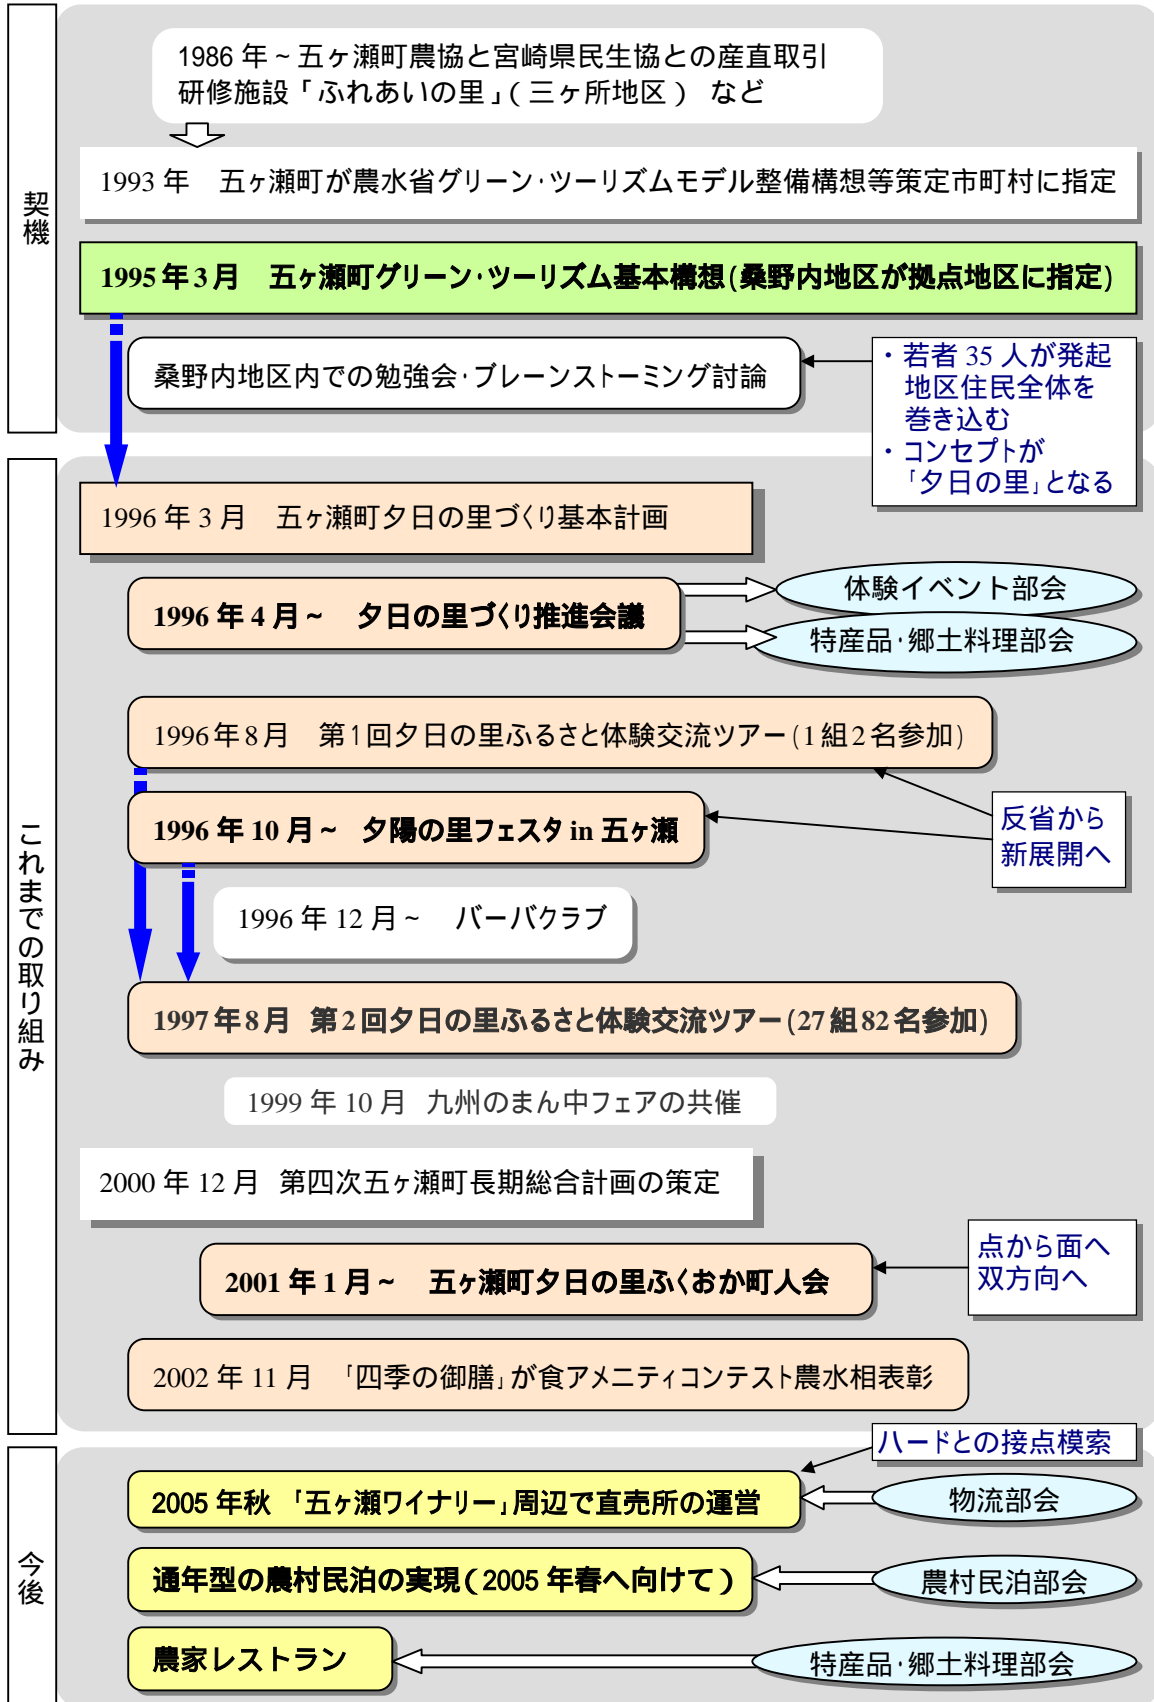 契機
1986年~五ヶ瀬町農協と宮崎県民生協との産直取引
研修施設「ふれあいの里」(三ヶ所地区) など
1993年 五ヶ瀬町が農水省グリーン・ツーリズムモデル整備構想等策定市町村に指定
1995年3月 五ヶ瀬町グリーン・ツーリズム基本構想(桑野内地区が拠点地区に指定)
桑野内地区内での勉強会・ブレーンストーミング討論
・若者35人が発起
地区住民全体を
巻き込む
・コンセプトが
「夕日の里」となる
これまでの取り組み
1996年3月 五ヶ瀬町夕日の里づくり基本計画
1996年4月~ 夕日の里づくり推進会議
体験イベント部会
特産品・郷土料理部会
1996年8月 第1回夕日の里ふるさと体験交流ツアー(1組2名参加)
1996年10月~ 夕陽の里フェスタ in 五ヶ瀬
反省から
新展開へ
1996年12月~ バーバクラブ
1997年8月 第2回夕日の里ふるさと体験交流ツアー(27組82名参加)
1999年10月 九州のまん中フェアの共催
2000年12月 第四次五ヶ瀬町長期総合計画の策定
点から面へ
双方向へ
2001年1月~ 五ヶ瀬町夕日の里ふくおか町人会
2002年11月 「四季の御膳」が食アメニティコンテスト農水相表彰
今後
ハードとの接点模索
2005年秋 「五ヶ瀬ワイナリー」周辺で直売所の運営
物流部会
通年型の農村民泊の実現(2005年春へ向けて)
農村民泊部会
農家レストラン
特産品・郷土料理部会